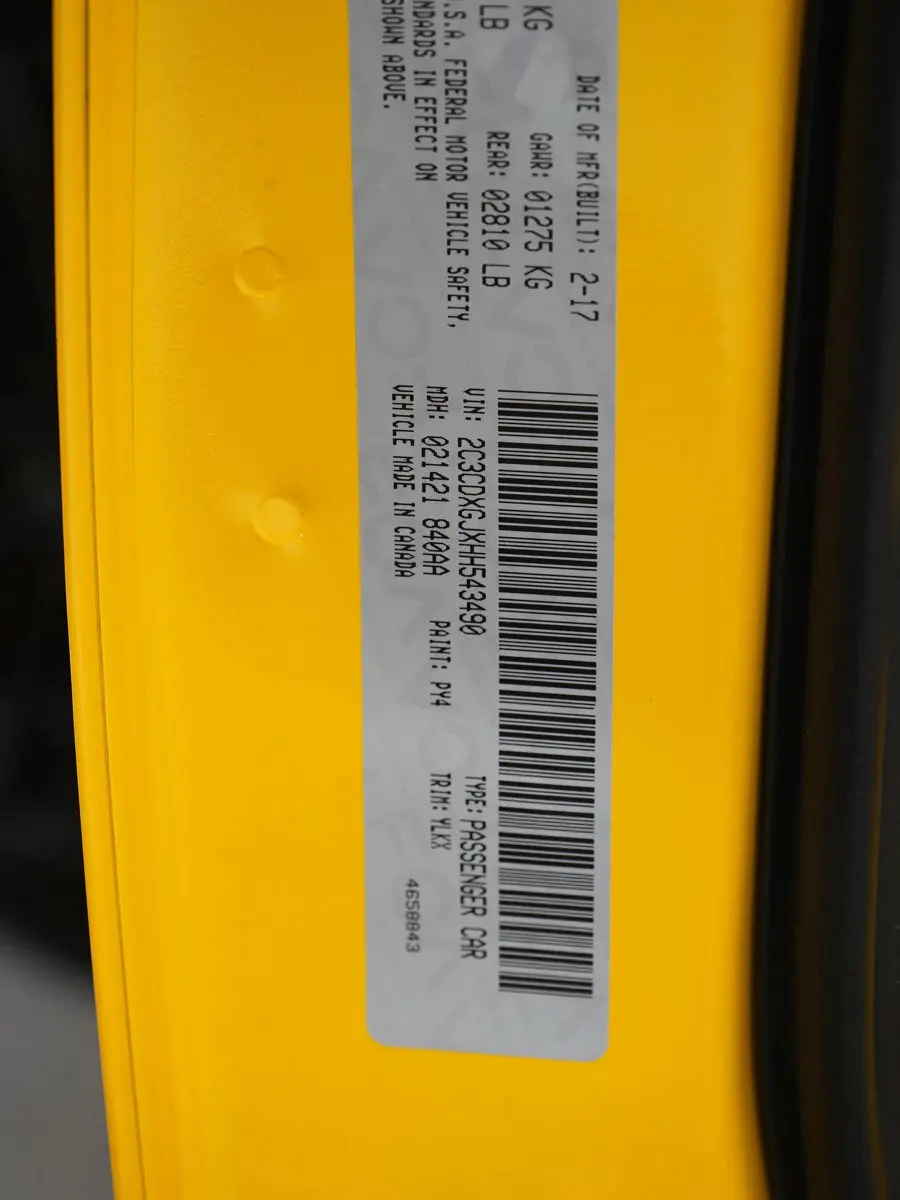 DATE OF MFR(BUILT): 2-17
KG GAWR: 01275 KG
LB REAR: 02810 LB
.S.A. FEDERAL MOTOR VEHICLE SAFETY,
NDARDS IN EFFECT ON
SHOWN ABOVE.
VIN: 2C3CDXGJXHH543490 TYPE: PASSENGER CAR
MDH: 021421 840AA PAINT: PY4 TRIM: YLKX
VEHICLE MADE IN CANADA
4658843